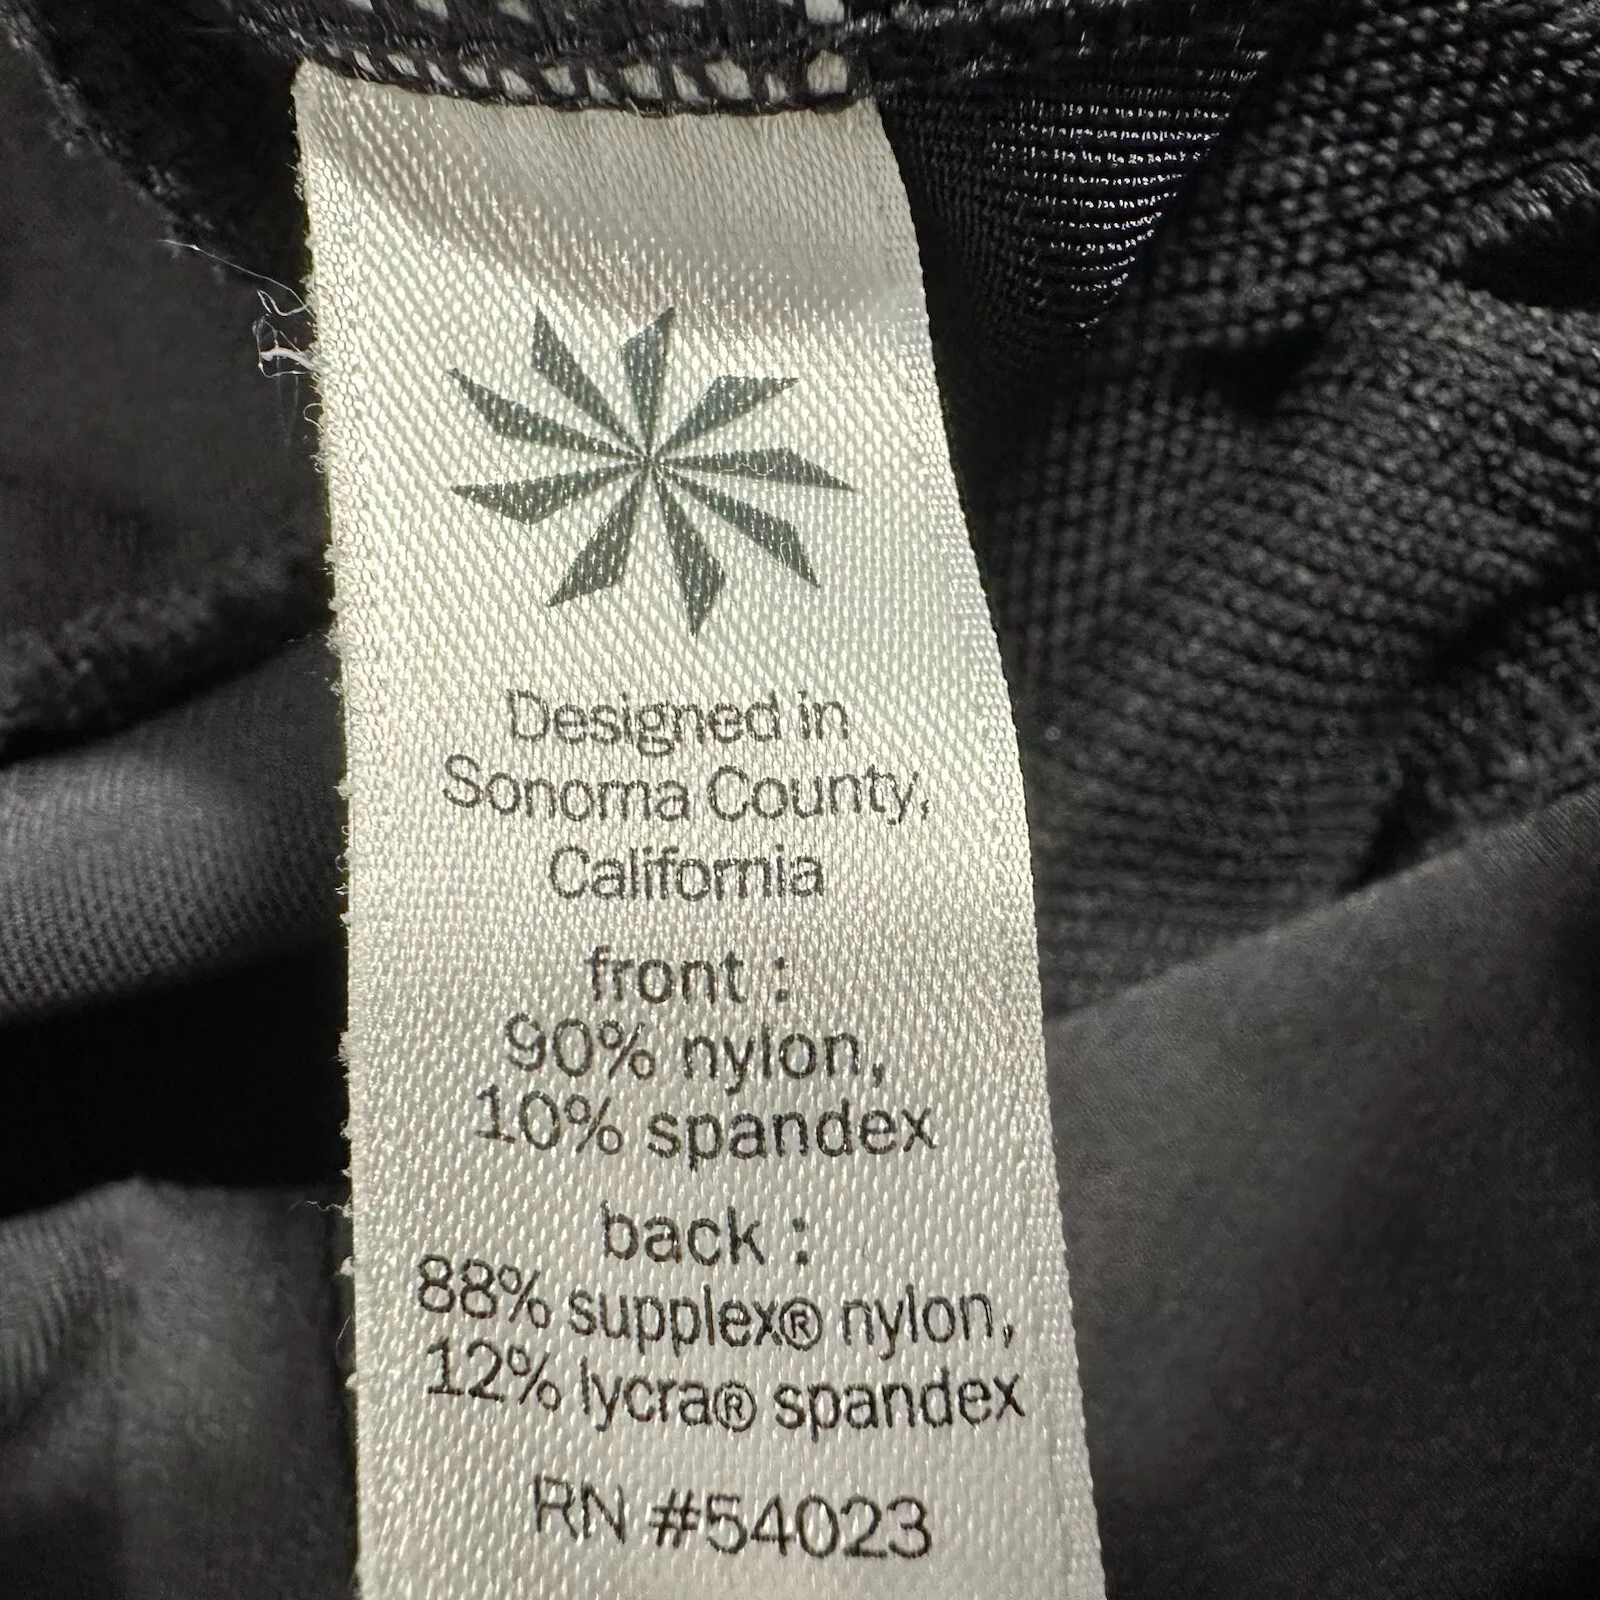 Designed in
Sonoma County,
California
front :
90% nylon,
10% spandex
back :
88% supplex® nylon,
12% lycra® spandex
RN #54023